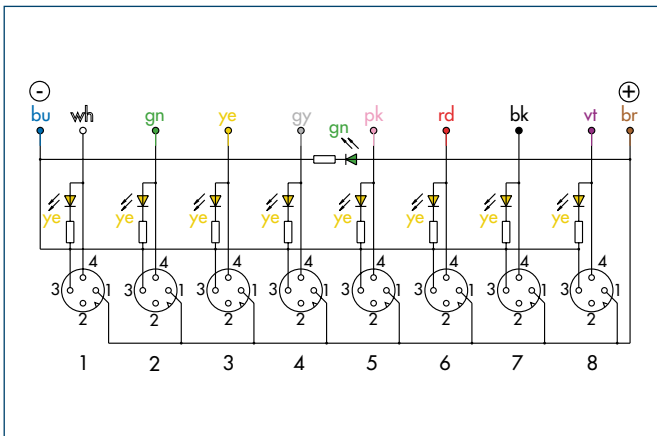 - +
bu wh gn ye gy gn pk rd bk vt br
ye ye ye ye ye ye ye ye
4 4 4 4 4 4 4 4
3 1 3 1 3 1 3 1 3 1 3 1 3 1 3 1
2 2 2 2 2 2 2 2
1 2 3 4 5 6 7 8